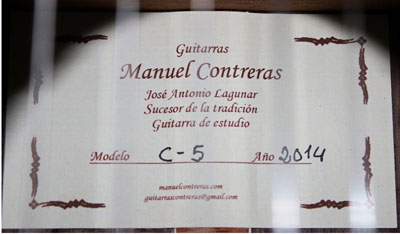 Guitarras
Manuel Contreras
José Antonio Lagunar
Sucesor de la tradición
Guitarra de estudio
Modelo C-5 Año 2014
manuelcontreras.com
guitarrascontreras@gmail.com